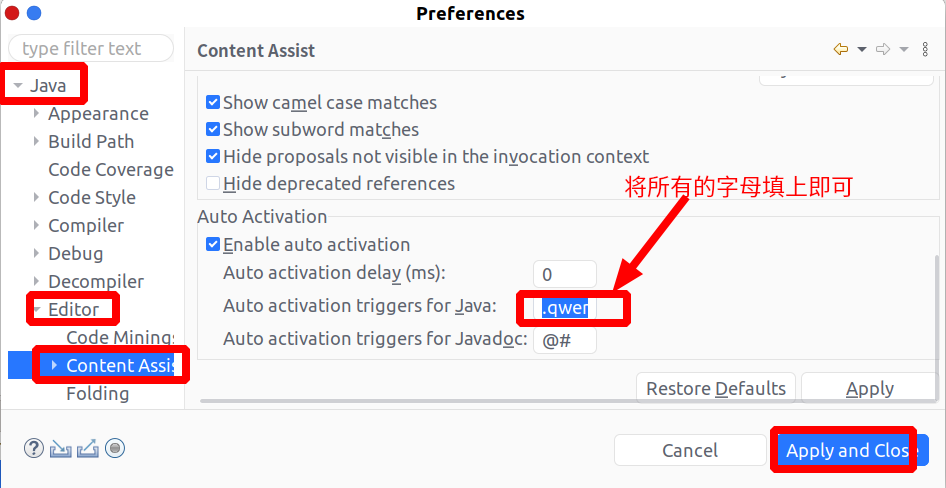 Preferences
type filter text
Content Assist
Java
Appearance
Build Path
Code Coverage
Code Style
Compiler
Debug
Decompiler
Editor
Code Mining
Content Assi
Folding
Show camel case matches
Show subword matches
Hide proposals not visible in the invocation context
Hide deprecated references
将所有的字母填上即可
Auto Activation
Enable auto activation
Auto activation delay (ms):
0
Auto activation triggers for Java:
.qwer
Auto activation triggers for Javadoc:
@#
Restore Defaults
Apply
?
Cancel
Apply and Clos